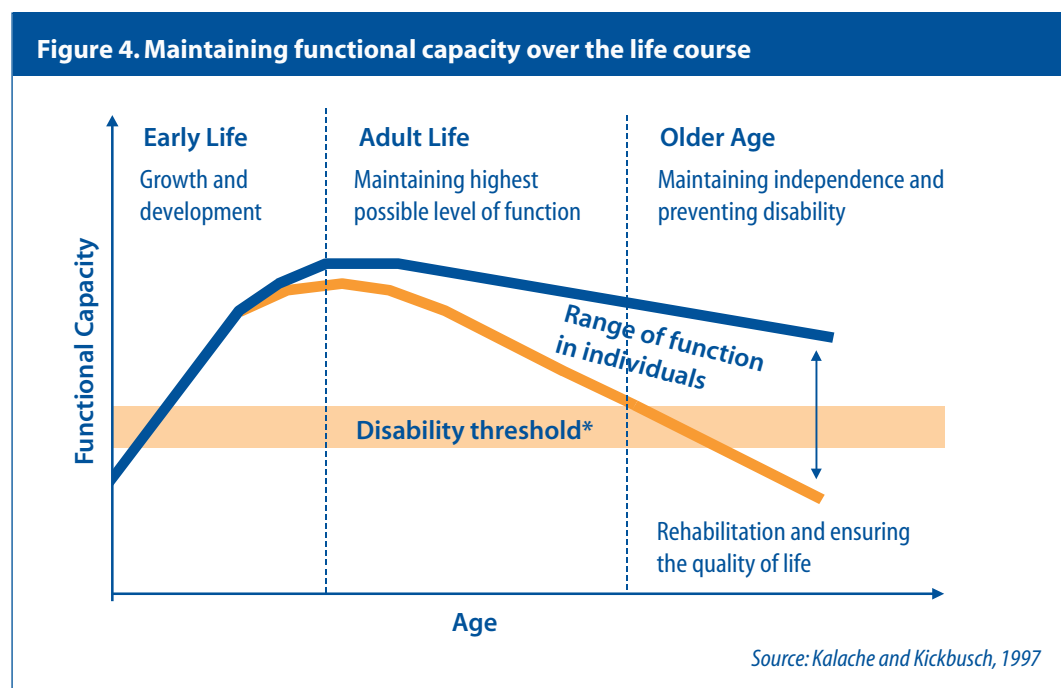 Figure 4. Maintaining functional capacity over the life course
Early Life
Growth and
development
Adult Life
Maintaining highest
possible level of function
Older Age
Maintaining independence and
preventing disability
Functional Capacity
Range of function
in individuals
Disability threshold*
Rehabilitation and ensuring
the quality of life
Age
Source: Kalache and Kickbusch, 1997